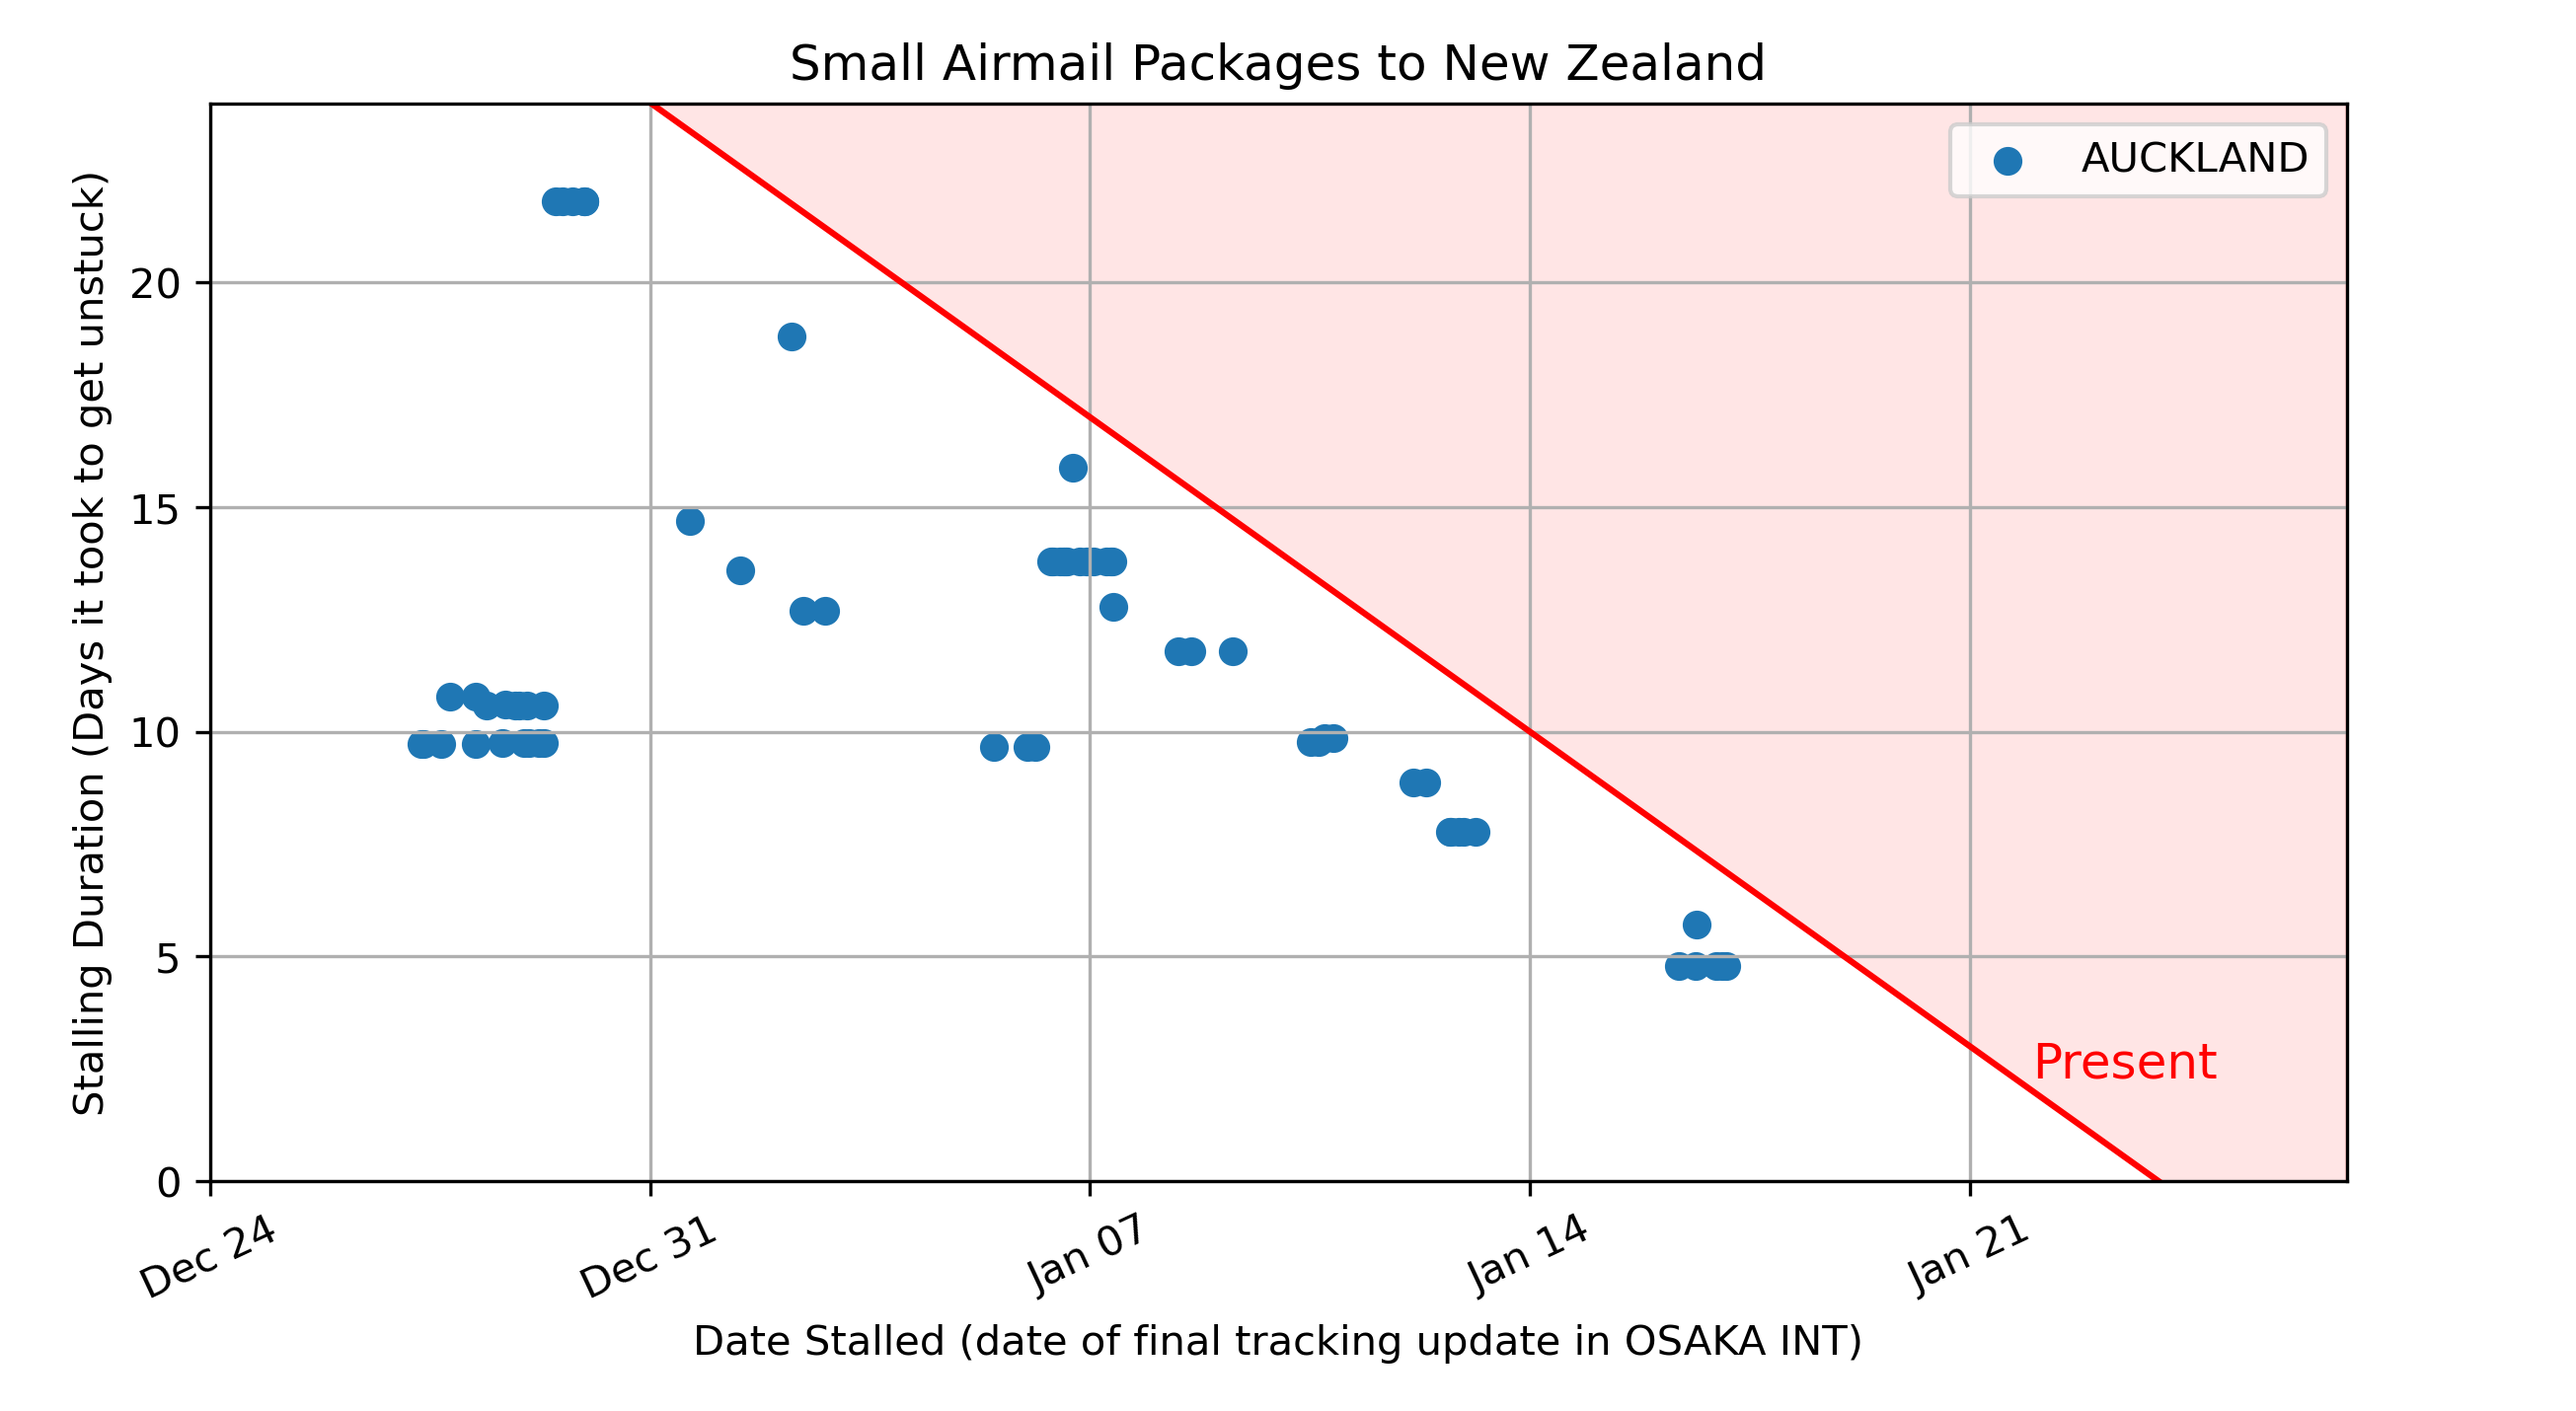 Small Airmail Packages to New Zealand
AUCKLAND
Stalling Duration (Days it took to get unstuck)
20
15
10
5
0
Present
Dec 24
Dec 31
Jan 07
Jan 14
Jan 21
Date Stalled (date of final tracking update in OSAKA INT)